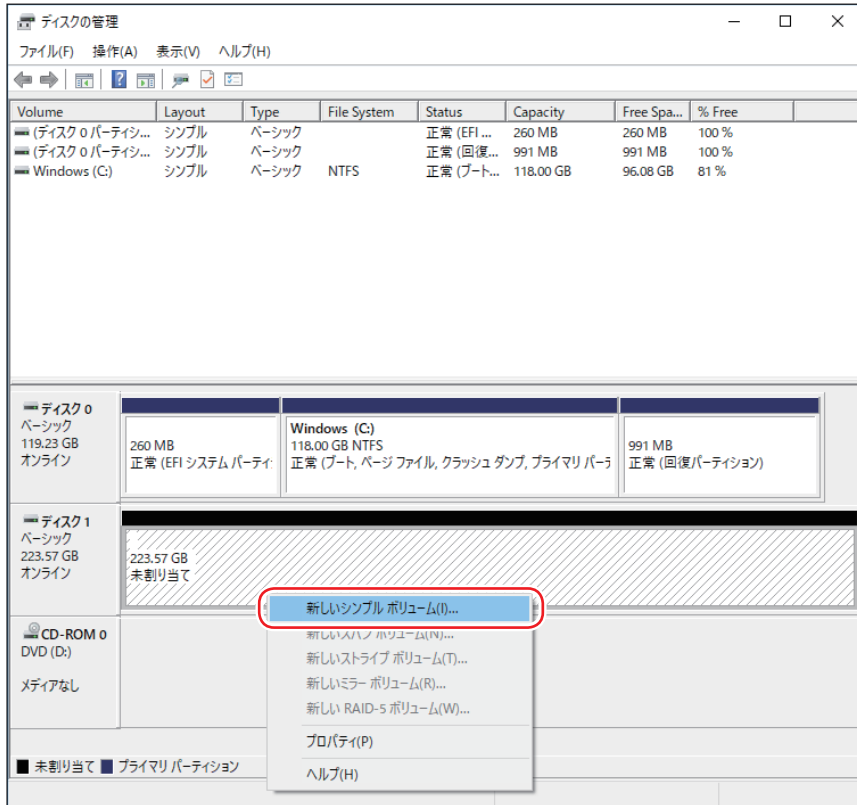 ディスクの管理
ファイル(F) 操作(A) 表示(V) ヘルプ(H)
Volume Layout Type File System Status Capacity Free Spa... % Free
(ディスク 0 パーティシ... シンプル ベーシック 正常 (EFI ... 260 MB 260 MB 100 %
(ディスク 0 パーティシ... シンプル ベーシック 正常 (回復... 991 MB 991 MB 100 %
Windows (C:) シンプル ベーシック NTFS 正常 (ブート... 118.00 GB 96.08 GB 81 %
ディスク 0
ベーシック
119.23 GB
オンライン
260 MB
正常 (EFI システム パーティ
Windows (C:)
118.00 GB NTFS
正常 (ブート, ページ ファイル, クラッシュ ダンプ, プライマリ パーラ
991 MB
正常 (回復パーティション)
ディスク 1
ベーシック
223.57 GB
オンライン
223.57 GB
未割り当て
新しいシンプル ボリューム(I)...
新しいスパン ボリューム(N)...
新しいストライプ ボリューム(T)...
新しいミラー ボリューム(R)...
新しい RAID-5 ボリューム(W)...
プロパティ(P)
ヘルプ(H)
CD-ROM 0
DVD (D:)
メディアなし
未割り当て プライマリ パーティション